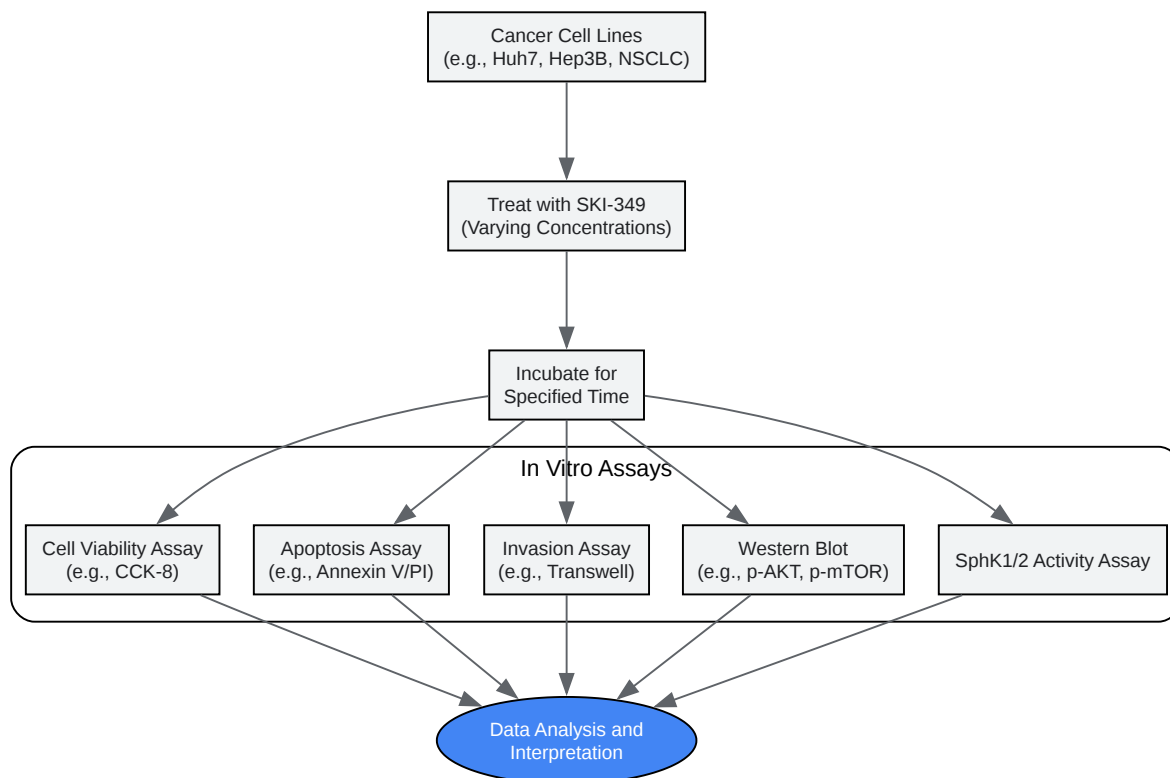 Cancer Cell Lines
(e.g., Huh7, Hep3B, NSCLC)
Treat with SKI-349
(Varying Concentrations)
Incubate for
Specified Time
In Vitro Assays
Cell Viability Assay
(e.g., CCK-8)
Apoptosis Assay
(e.g., Annexin V/PI)
Invasion Assay
(e.g., Transwell)
Western Blot
(e.g., p-AKT, p-mTOR)
SphK1/2 Activity Assay
Data Analysis and
Interpretation